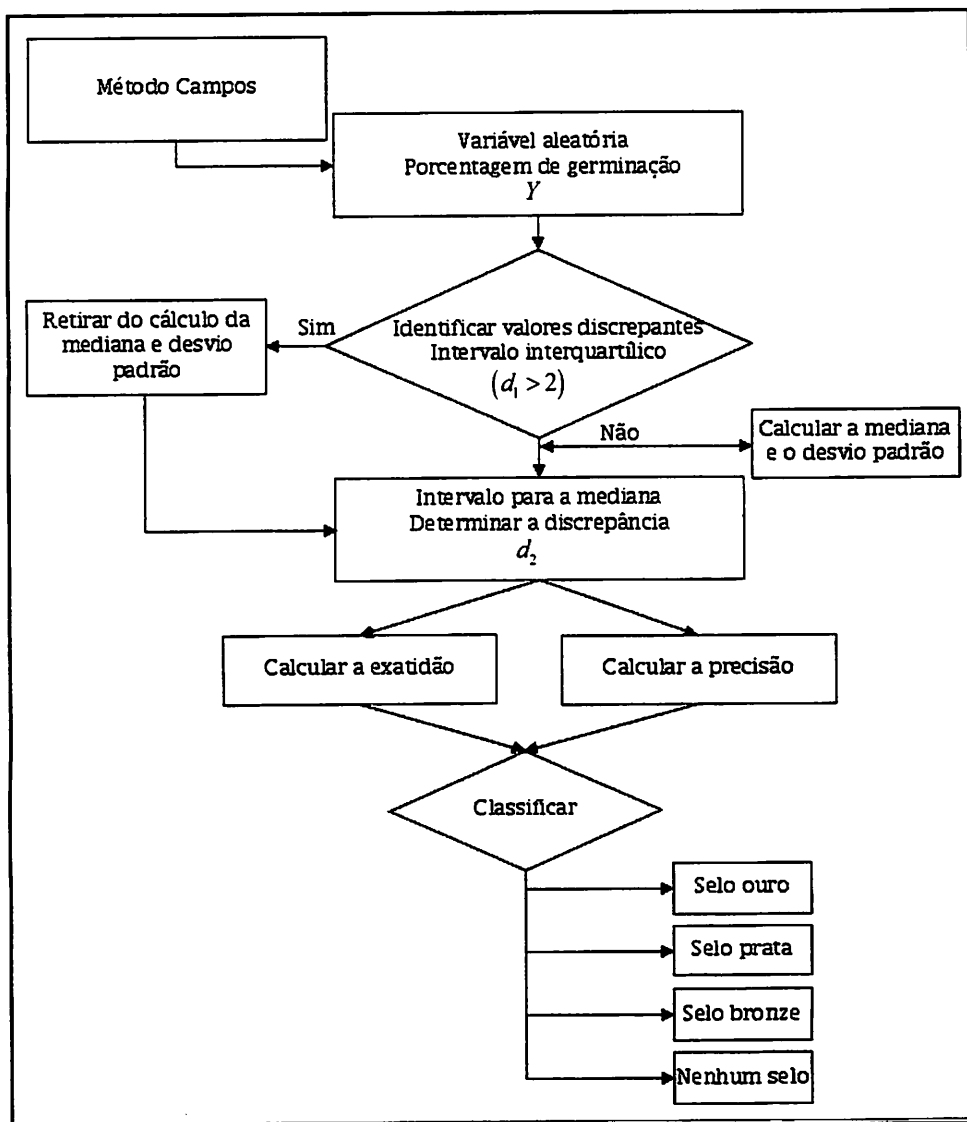 Método Campos
Variável aleatória
Porcentagem de germinação
Y
Retirar do cálculo da
mediana e desvio
padrão
Sim
Identificar valores discrepantes
Intervalo interquartílico
(d₁ > 2)
Não
Calcular a mediana
e o desvio padrão
Intervalo para a mediana
Determinar a discrepância
d₂
Calcular a exatidão
Calcular a precisão
Classificar
Selo ouro
Selo prata
Selo bronze
Nenhum selo